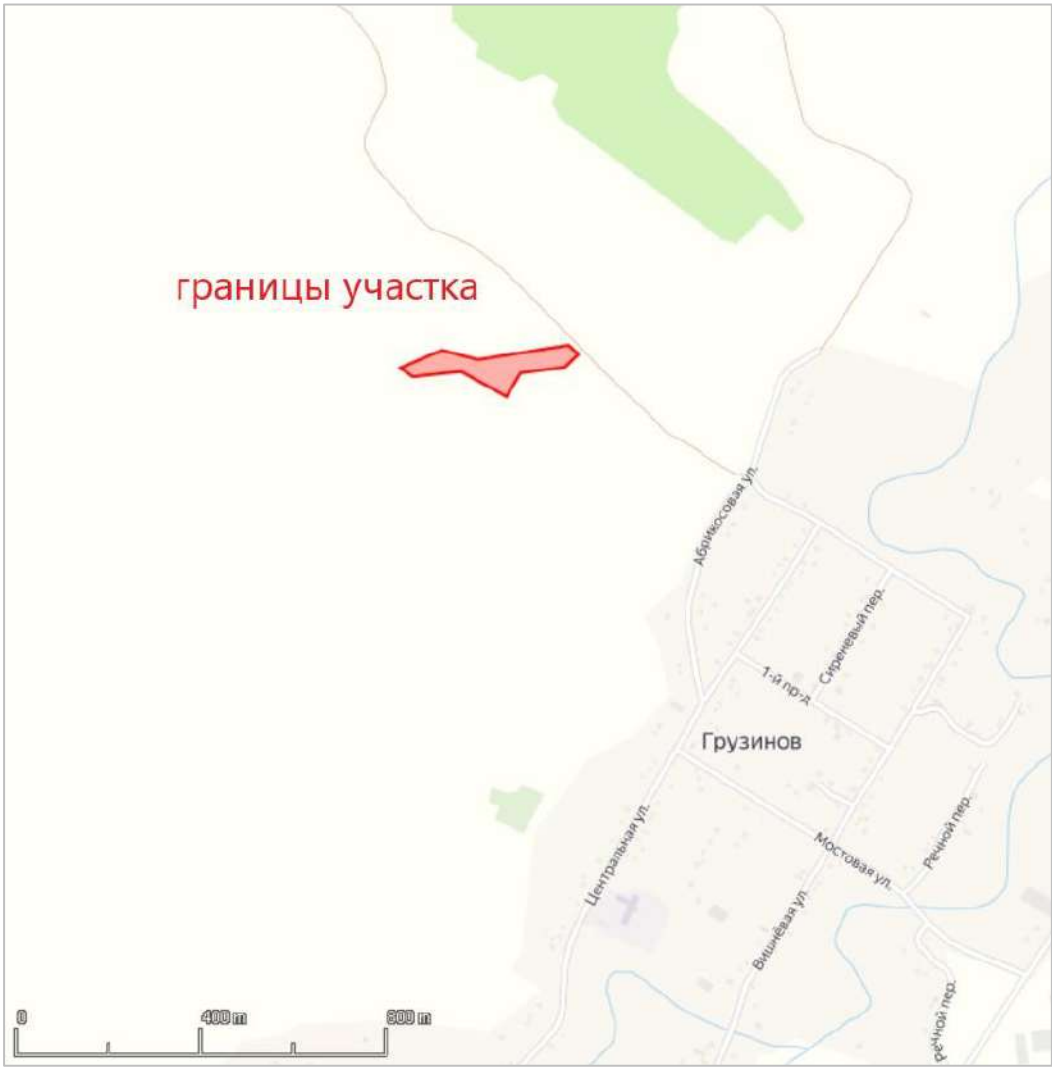 границы участка
Абрикосовая ул.
Сиреневый пер.
1-й пр-д
Грузинов
Центральная ул.
Мостовая ул.
Речной пер.
Вишнёвая ул.
Речной пер.
0 400 m 800 m